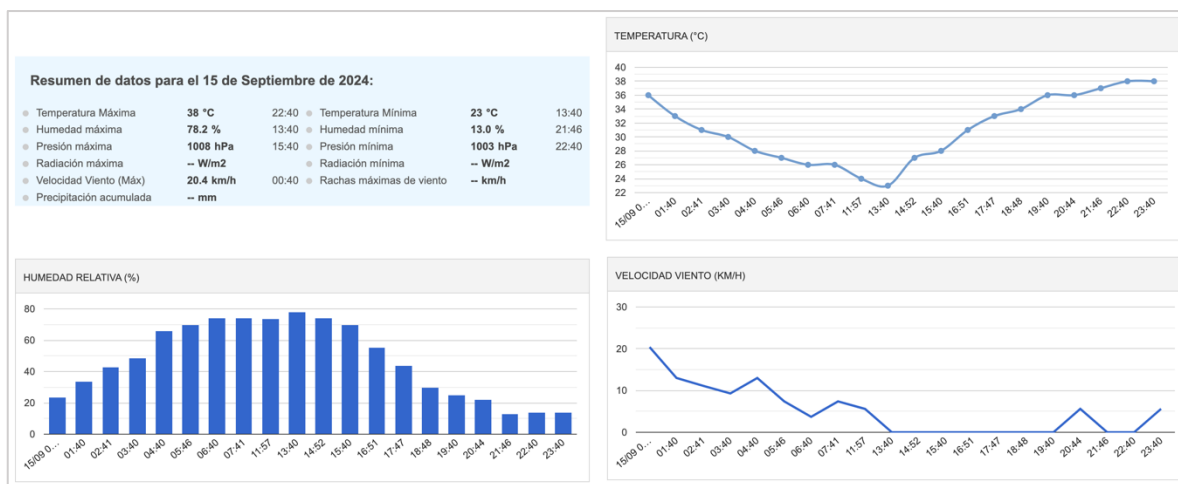 Resumen de datos para el 15 de Septiembre de 2024:
Temperatura Máxima 38 °C 22:40 Temperatura Mínima 23 °C 13:40
Humedad máxima 78.2 % 13:40 Humedad mínima 13.0 % 21:46
Presión máxima 1008 hPa 15:40 Presión mínima 1003 hPa 22:40
Radiación máxima -- W/m2 Radiación mínima -- W/m2
Velocidad Viento (Máx) 20.4 km/h 00:40 Rachas máximas de viento -- km/h
Precipitación acumulada -- mm
TEMPERATURA (°C)
40
38
36
34
32
30
28
26
24
22
15/09 0... 01:40 02:41 03:40 04:40 05:46 06:40 07:41 11:57 13:40 14:52 15:40 16:51 17:47 18:48 19:40 20:44 21:46 22:40 23:40
HUMEDAD RELATIVA (%)
80
60
40
20
0
15/09 0... 01:40 02:41 03:40 04:40 05:46 06:40 07:41 11:57 13:40 14:52 15:40 16:51 17:47 18:48 19:40 20:44 21:46 22:40 23:40
VELOCIDAD VIENTO (KM/H)
30
20
10
0
15/09 0... 01:40 02:41 03:40 04:40 05:46 06:40 07:41 11:57 13:40 14:52 15:40 16:51 17:47 18:48 19:40 20:44 21:46 22:40 23:40